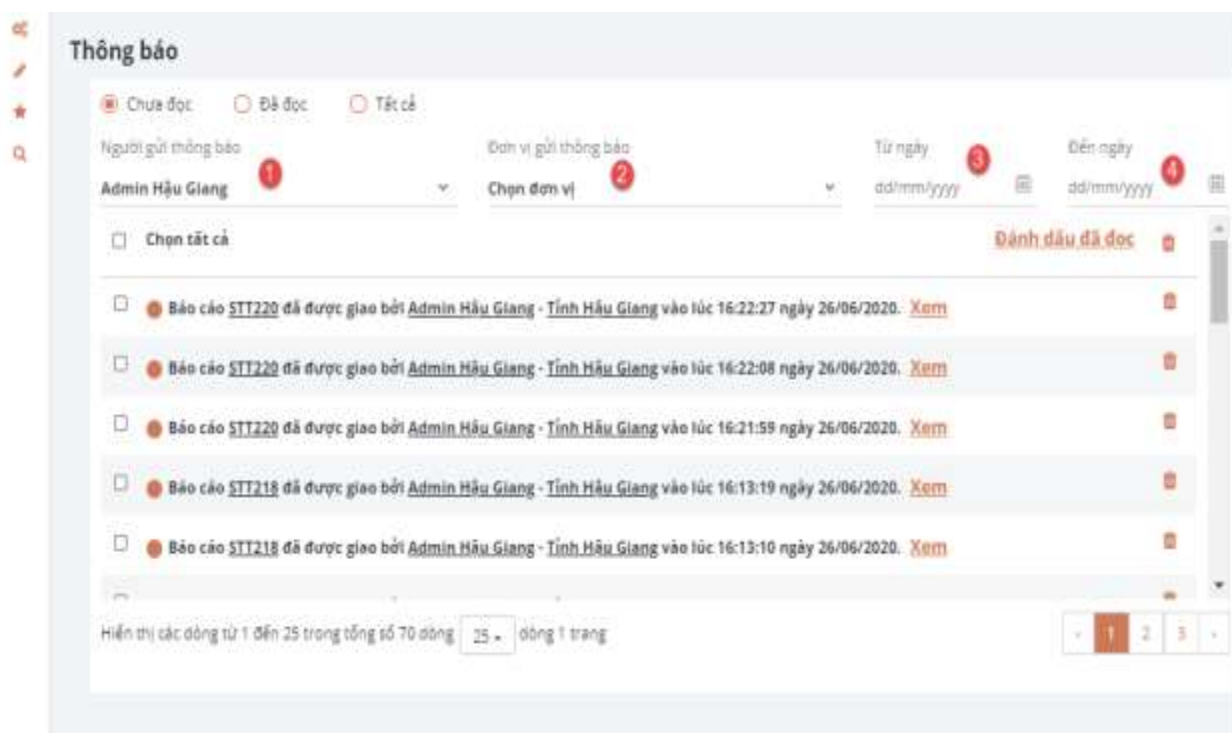 Thông báo
Chưa đọc Đã đọc Tất cả
Người gửi thông báo Đơn vị gửi thông báo Từ ngày Đến ngày
1 2 3 4
Admin Hậu Giang Chọn đơn vị dd/mm/yyyy dd/mm/yyyy
Chọn tất cả Đánh dấu đã đọc
Báo cáo STT220 đã được giao bởi Admin Hậu Giang - Tỉnh Hậu Giang vào lúc 16:22:27 ngày 26/06/2020. Xem
Báo cáo STT220 đã được giao bởi Admin Hậu Giang - Tỉnh Hậu Giang vào lúc 16:22:08 ngày 26/06/2020. Xem
Báo cáo STT220 đã được giao bởi Admin Hậu Giang - Tỉnh Hậu Giang vào lúc 16:21:59 ngày 26/06/2020. Xem
Báo cáo STT218 đã được giao bởi Admin Hậu Giang - Tỉnh Hậu Giang vào lúc 16:13:19 ngày 26/06/2020. Xem
Báo cáo STT218 đã được giao bởi Admin Hậu Giang - Tỉnh Hậu Giang vào lúc 16:13:10 ngày 26/06/2020. Xem
Hiển thị các dòng từ 1 đến 25 trong tổng số 70 dòng 25 dòng 1 trang ‹ 1 2 3 ›